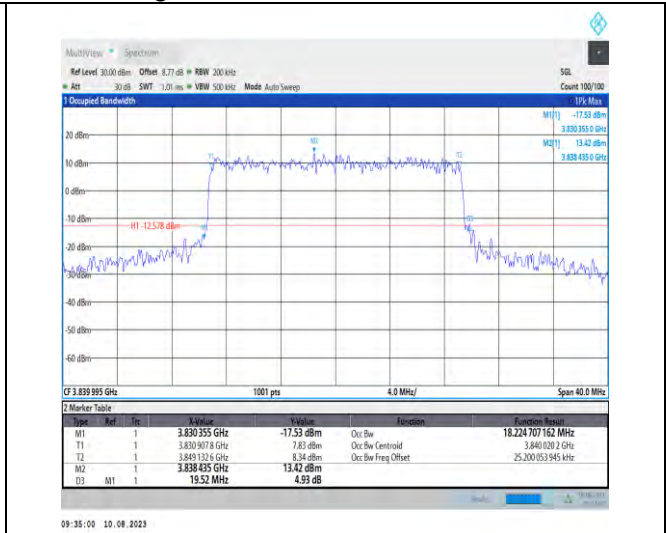 MultiView Spectrum
Ref Level 30.00 dBm Offset 8.77 dB RBW 200 kHz SGL
Att 30 dB SWT 1.01 ms VBW 500 kHz Mode Auto Sweep Count 100/100
1 Occupied Bandwidth 1Pk Max
M1[1] -17.53 dBm
3.830 355 0 GHz
M2[1] 13.42 dBm
3.838 435 0 GHz
20 dBm
M2
T1
T2
10 dBm
0 dBm
-10 dBm
H1 -12.578 dBm
-20 dBm
-30 dBm
-40 dBm
-50 dBm
-60 dBm
CF 3.839 995 GHz 1001 pts 4.0 MHz/ Span 40.0 MHz
2 Marker Table
Type Ref Trc X-Value Y-Value Function Function Result
M1 1 3.830 355 GHz -17.53 dBm Occ Bw 18.224 707 162 MHz
T1 1 3.830 907 8 GHz 7.83 dBm Occ Bw Centroid 3.840 020 2 GHz
T2 1 3.849 132 6 GHz 8.34 dBm Occ Bw Freq Offset 25.200 053 945 kHz
M2 1 3.838 435 GHz 13.42 dBm
D3 M1 1 19.52 MHz 4.93 dB
09:35:00 10.08.2023